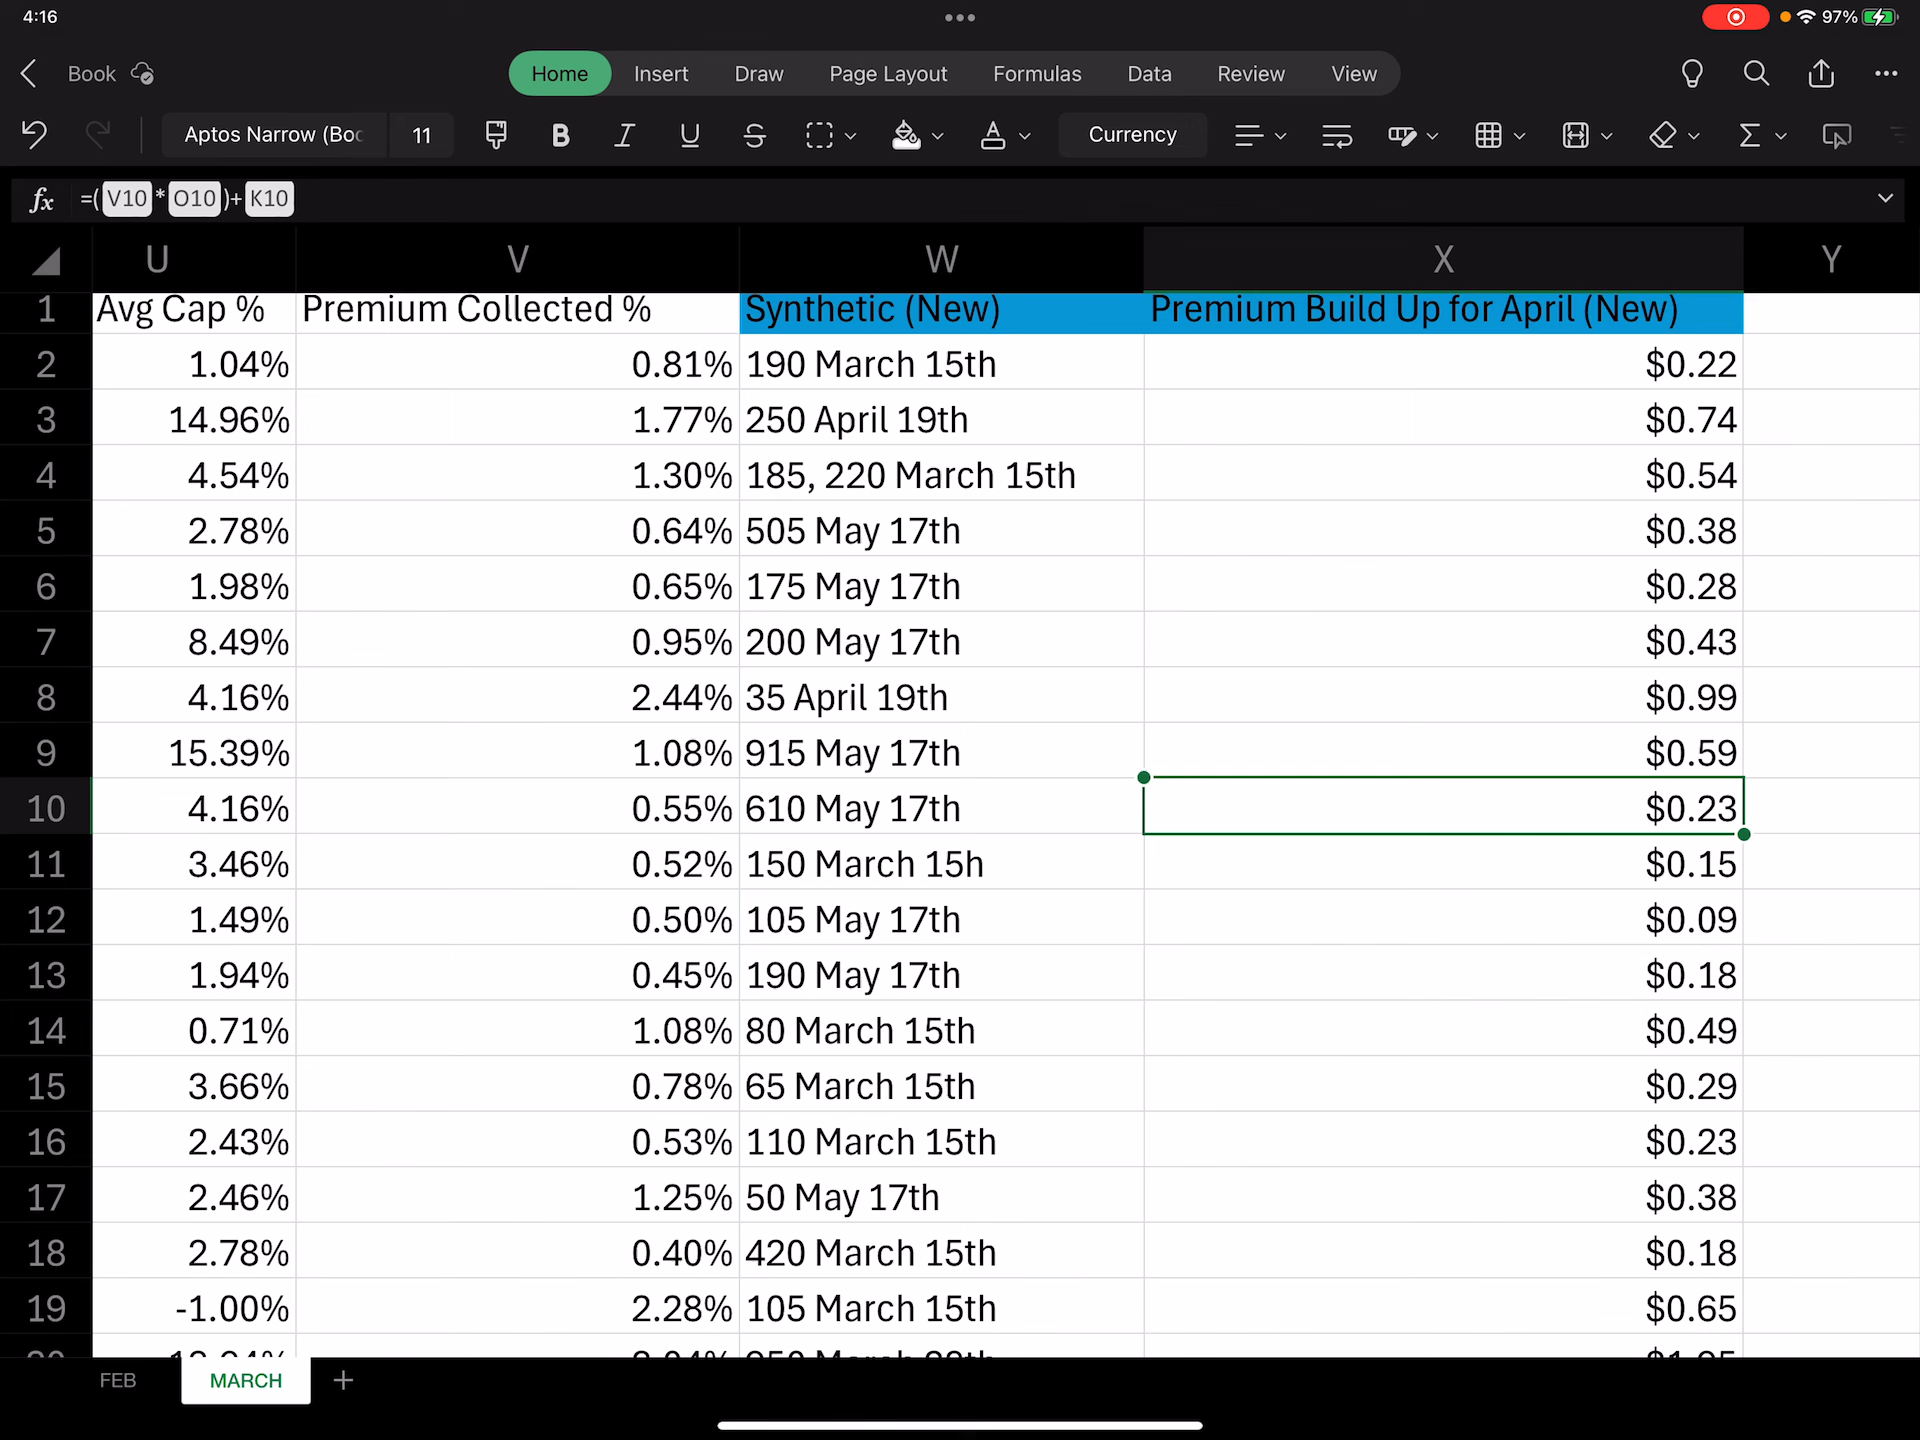 4:16
97%
Book
Home Insert Draw Page Layout Formulas Data Review View
Aptos Narrow (Boc 11 B I U S A Currency Σ
fx =(V10*O10)+K10
U V W X Y
1 Avg Cap % Premium Collected % Synthetic (New) Premium Build Up for April (New)
2 1.04% 0.81% 190 March 15th $0.22
3 14.96% 1.77% 250 April 19th $0.74
4 4.54% 1.30% 185, 220 March 15th $0.54
5 2.78% 0.64% 505 May 17th $0.38
6 1.98% 0.65% 175 May 17th $0.28
7 8.49% 0.95% 200 May 17th $0.43
8 4.16% 2.44% 35 April 19th $0.99
9 15.39% 1.08% 915 May 17th $0.59
10 4.16% 0.55% 610 May 17th $0.23
11 3.46% 0.52% 150 March 15h $0.15
12 1.49% 0.50% 105 May 17th $0.09
13 1.94% 0.45% 190 May 17th $0.18
14 0.71% 1.08% 80 March 15th $0.49
15 3.66% 0.78% 65 March 15th $0.29
16 2.43% 0.53% 110 March 15th $0.23
17 2.46% 1.25% 50 May 17th $0.38
18 2.78% 0.40% 420 March 15th $0.18
19 -1.00% 2.28% 105 March 15th $0.65
FEB MARCH